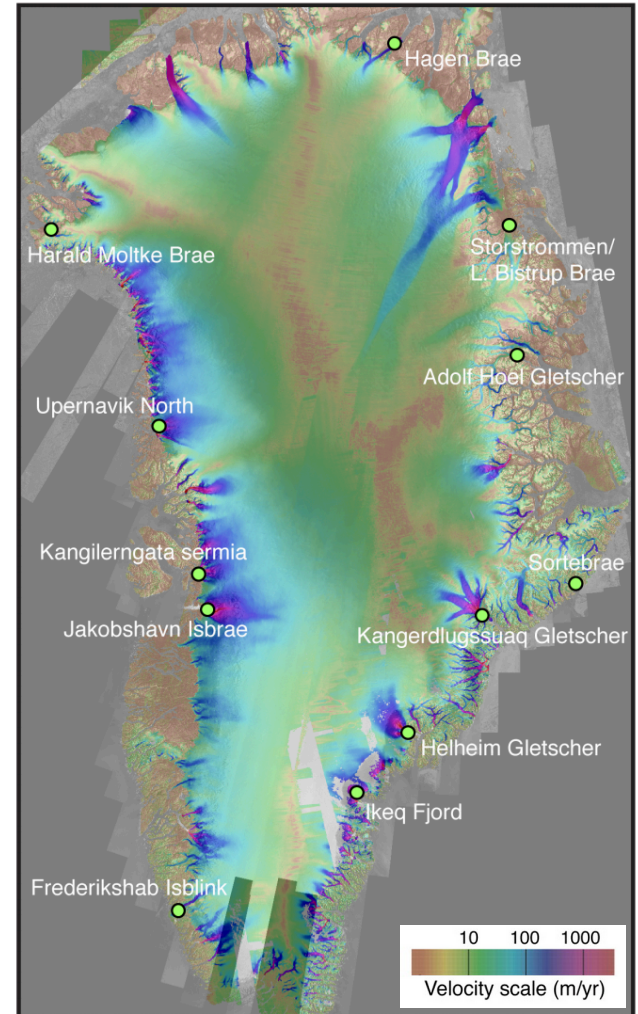 Hagen Brae
Harald Moltke Brae
Storstrommen/
L. Bistrup Brae
Adolf Hoel Gletscher
Upernavik North
Kangilerngata sermia
Sortebrae
Jakobshavn Isbrae
Kangerdlugssuaq Gletscher
Helheim Gletscher
Ikeq Fjord
Frederikshab Isblink
10 100 1000
Velocity scale (m/yr)